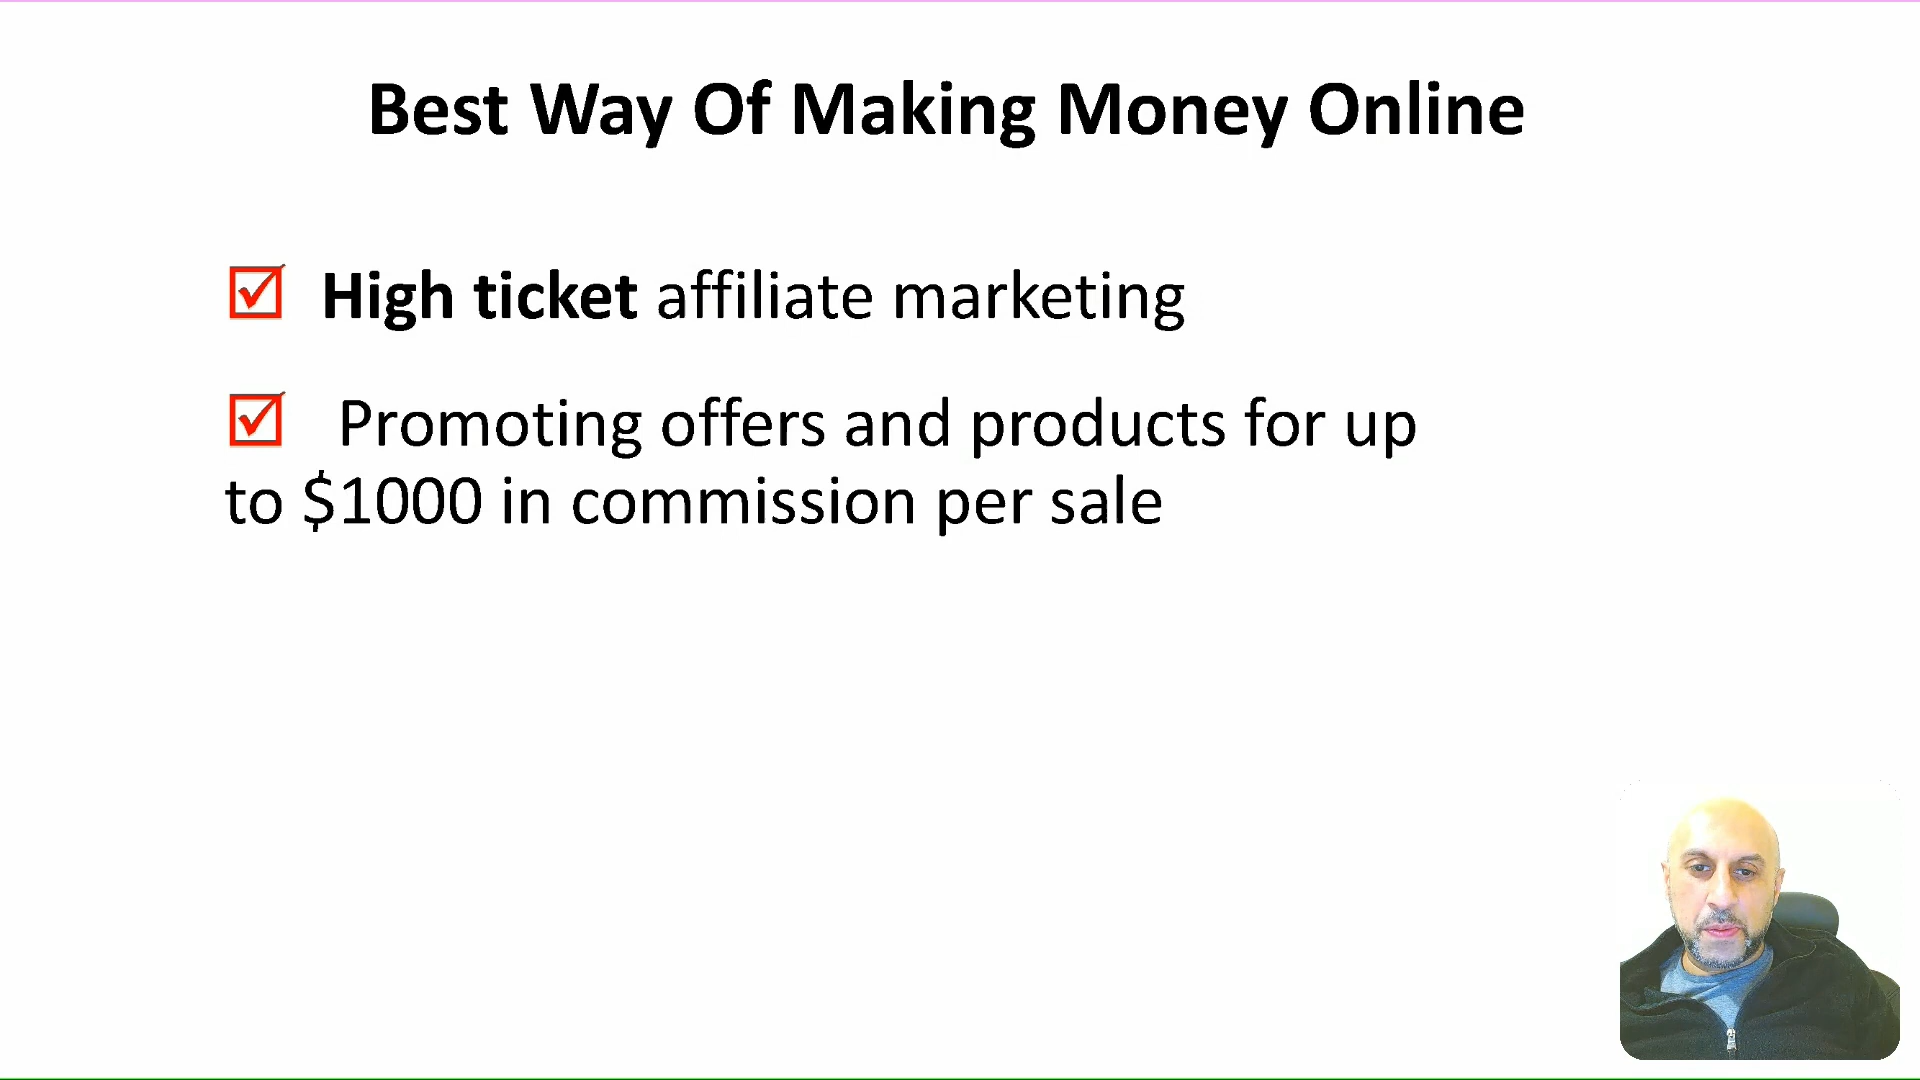 Best Way Of Making Money Online
High ticket affiliate marketing
Promoting offers and products for up
to $1000 in commission per sale